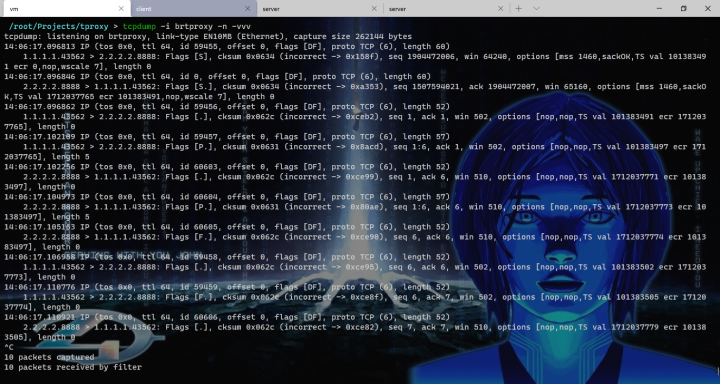 vm
client
server
server
/root/Projects/tproxy > tcpdump -i brtproxy -n -vvv
tcpdump: listening on brtproxy, link-type EN10MB (Ethernet), capture size 262144 bytes
14:06:17.096813 IP (tos 0x0, ttl 64, id 59455, offset 0, flags [DF], proto TCP (6), length 60)
1.1.1.1.43562 > 2.2.2.2.8888: Flags [S], cksum 0x0634 (incorrect -> 0x158f), seq 1904472006, win 64240, options [mss 1460,sackOK,TS val 10138349
1 ecr 0,nop,wscale 7], length 0
14:06:17.096846 IP (tos 0x0, ttl 64, id 0, offset 0, flags [DF], proto TCP (6), length 60)
2.2.2.2.8888 > 1.1.1.1.43562: Flags [S.], cksum 0x0634 (incorrect -> 0xa353), seq 1507594021, ack 1904472007, win 65160, options [mss 1460,sackO
K,TS val 1712037765 ecr 101383491,nop,wscale 7], length 0
14:06:17.096862 IP (tos 0x0, ttl 64, id 59456, offset 0, flags [DF], proto TCP (6), length 52)
1.1.1.1.43562 > 2.2.2.2.8888: Flags [.], cksum 0x062c (incorrect -> 0xceb2), seq 1, ack 1, win 502, options [nop,nop,TS val 101383491 ecr 171203
7765], length 0
14:06:17.102109 IP (tos 0x0, ttl 64, id 59457, offset 0, flags [DF], proto TCP (6), length 57)
1.1.1.1.43562 > 2.2.2.2.8888: Flags [P.], cksum 0x0631 (incorrect -> 0x8acd), seq 1:6, ack 1, win 502, options [nop,nop,TS val 101383497 ecr 171
2037765], length 5
14:06:17.102256 IP (tos 0x0, ttl 64, id 60603, offset 0, flags [DF], proto TCP (6), length 52)
2.2.2.2.8888 > 1.1.1.1.43562: Flags [.], cksum 0x062c (incorrect -> 0xce99), seq 1, ack 6, win 510, options [nop,nop,TS val 1712037771 ecr 10138
3497], length 0
14:06:17.104973 IP (tos 0x0, ttl 64, id 60604, offset 0, flags [DF], proto TCP (6), length 57)
2.2.2.2.8888 > 1.1.1.1.43562: Flags [P.], cksum 0x0631 (incorrect -> 0x80ae), seq 1:6, ack 6, win 510, options [nop,nop,TS val 1712037773 ecr 10
1383497], length 5
14:06:17.105153 IP (tos 0x0, ttl 64, id 60605, offset 0, flags [DF], proto TCP (6), length 52)
2.2.2.2.8888 > 1.1.1.1.43562: Flags [F.], cksum 0x062c (incorrect -> 0xce90), seq 6, ack 6, win 510, options [nop,nop,TS val 1712037774 ecr 1013
83497], length 0
14:06:17.106958 IP (tos 0x0, ttl 64, id 59458, offset 0, flags [DF], proto TCP (6), length 52)
1.1.1.1.43562 > 2.2.2.2.8888: Flags [.], cksum 0x062c (incorrect -> 0xce95), seq 6, ack 6, win 502, options [nop,nop,TS val 101383502 ecr 171203
7773], length 0
14:06:17.110776 IP (tos 0x0, ttl 64, id 59459, offset 0, flags [DF], proto TCP (6), length 52)
1.1.1.1.43562 > 2.2.2.2.8888: Flags [F.], cksum 0x062c (incorrect -> 0xce8f), seq 6, ack 7, win 502, options [nop,nop,TS val 101383505 ecr 17120
37774], length 0
14:06:17.110921 IP (tos 0x0, ttl 64, id 60606, offset 0, flags [DF], proto TCP (6), length 52)
2.2.2.2.8888 > 1.1.1.1.43562: Flags [.], cksum 0x062c (incorrect -> 0xce82), seq 7, ack 7, win 510, options [nop,nop,TS val 1712037779 ecr 10138
3505], length 0
^C
10 packets captured
10 packets received by filter